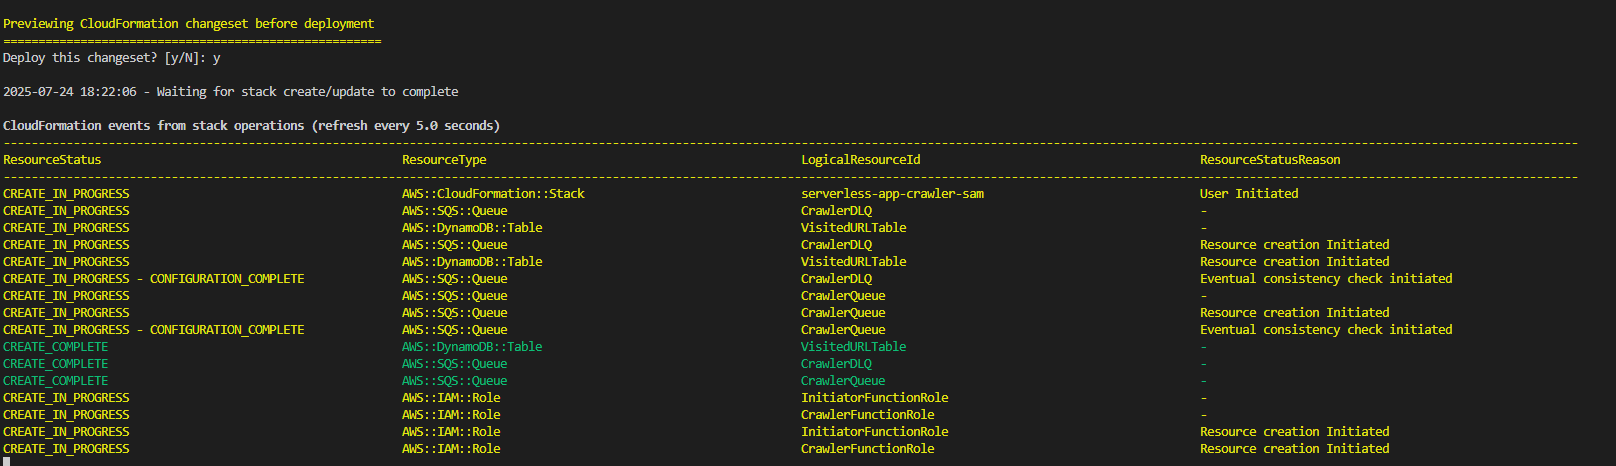 Previewing CloudFormation changeset before deployment
======================================================
Deploy this changeset? [y/N]: y
2025-07-24 18:22:06 - Waiting for stack create/update to complete
CloudFormation events from stack operations (refresh every 5.0 seconds)
---------------------------------------------------------------------------------------------------------------------------------------------------------------------------------------------------------------------------------
ResourceStatus ResourceType LogicalResourceId ResourceStatusReason
---------------------------------------------------------------------------------------------------------------------------------------------------------------------------------------------------------------------------------
CREATE_IN_PROGRESS AWS::CloudFormation::Stack serverless-app-crawler-sam User Initiated
CREATE_IN_PROGRESS AWS::SQS::Queue CrawlerDLQ -
CREATE_IN_PROGRESS AWS::DynamoDB::Table VisitedURLTable -
CREATE_IN_PROGRESS AWS::SQS::Queue CrawlerDLQ Resource creation Initiated
CREATE_IN_PROGRESS AWS::DynamoDB::Table VisitedURLTable Resource creation Initiated
CREATE_IN_PROGRESS - CONFIGURATION_COMPLETE AWS::SQS::Queue CrawlerDLQ Eventual consistency check initiated
CREATE_IN_PROGRESS AWS::SQS::Queue CrawlerQueue -
CREATE_IN_PROGRESS AWS::SQS::Queue CrawlerQueue Resource creation Initiated
CREATE_IN_PROGRESS - CONFIGURATION_COMPLETE AWS::SQS::Queue CrawlerQueue Eventual consistency check initiated
CREATE_COMPLETE AWS::DynamoDB::Table VisitedURLTable -
CREATE_COMPLETE AWS::SQS::Queue CrawlerDLQ -
CREATE_COMPLETE AWS::SQS::Queue CrawlerQueue -
CREATE_IN_PROGRESS AWS::IAM::Role InitiatorFunctionRole -
CREATE_IN_PROGRESS AWS::IAM::Role CrawlerFunctionRole -
CREATE_IN_PROGRESS AWS::IAM::Role InitiatorFunctionRole Resource creation Initiated
CREATE_IN_PROGRESS AWS::IAM::Role CrawlerFunctionRole Resource creation Initiated